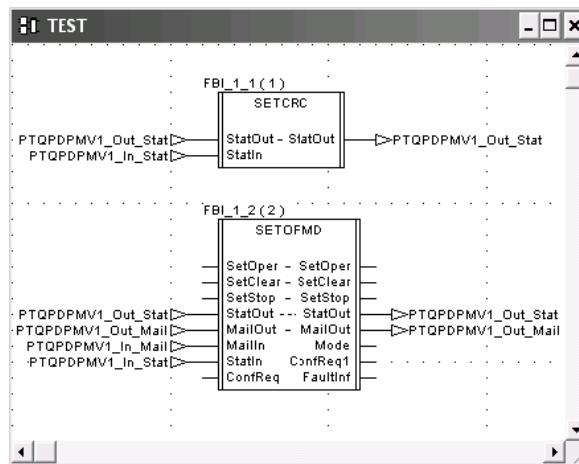 TEST
FBI_1_1(1)
SETCRC
PTQPDPMV1_Out_Stat StatOut - StatOut PTQPDPMV1_Out_Stat
PTQPDPMV1_In_Stat StatIn
FBI_1_2(2)
SETOFMD
SetOper - SetOper
SetClear - SetClear
SetStop - SetStop
PTQPDPMV1_Out_Stat StatOut --- StatOut PTQPDPMV1_Out_Stat
PTQPDPMV1_Out_Mail MailOut - MailOut PTQPDPMV1_Out_Mail
PTQPDPMV1_In_Mail MailIn Mode
PTQPDPMV1_In_Stat StatIn ConfReq1
ConfReq FaultInf